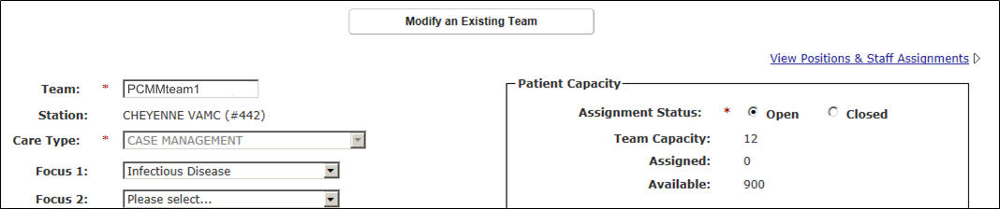 Modify an Existing Team
View Positions & Staff Assignments
Team: * PCMMteam1
Station: CHEYENNE VAMC (#442)
Care Type: * CASE MANAGEMENT
Focus 1: Infectious Disease
Focus 2: Please select...
Patient Capacity
Assignment Status: * Open Closed
Team Capacity: 12
Assigned: 0
Available: 900